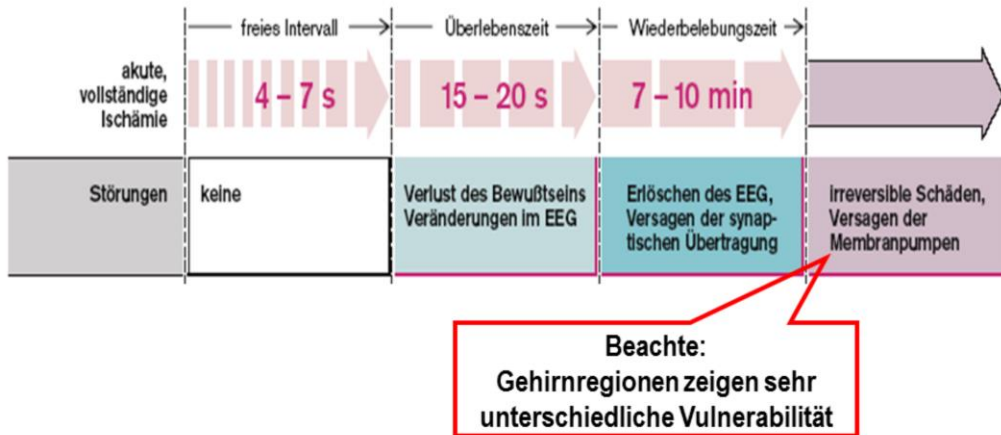 freies Intervall
Überlebenszeit
Wiederbelebungszeit
akute,
vollständige
Ischämie
4 – 7 s
15 – 20 s
7 – 10 min
Störungen
keine
Verlust des Bewußtseins
Veränderungen im EEG
Erlöschen des EEG,
Versagen der synap-
tischen Übertragung
Irreversible Schäden,
Versagen der
Membranpumpen
Beachte:
Gehirnregionen zeigen sehr
unterschiedliche Vulnerabilität